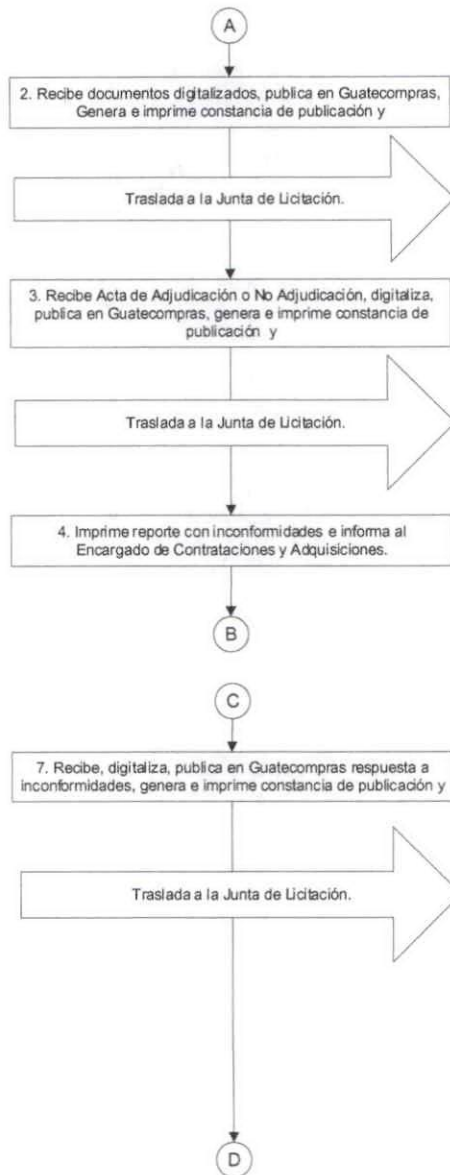 A
2. Recibe documentos digitalizados, publica en Guatecompras,
Genera e imprime constancia de publicación y
Traslada a la Junta de Licitación.
3. Recibe Acta de Adjudicación o No Adjudicación, digitaliza,
publica en Guatecompras, genera e imprime constancia de
publicación y
Traslada a la Junta de Licitación.
4. Imprime reporte con inconformidades e informa al
Encargado de Contrataciones y Adquisiciones.
B
C
7. Recibe, digitaliza, publica en Guatecompras respuesta a
inconformidades, genera e imprime constancia de publicación y
Traslada a la Junta de Licitación.
D